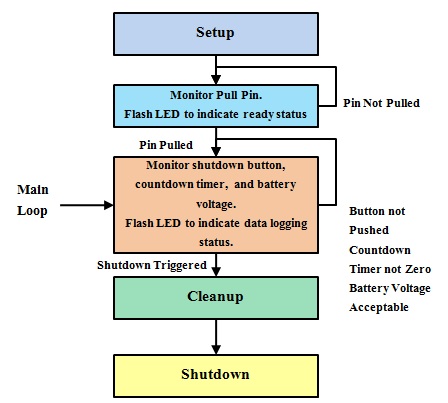 Setup
Monitor Pull Pin.
Flash LED to indicate ready status
Pin Not Pulled
Pin Pulled
Monitor shutdown button,
countdown timer, and battery
voltage.
Flash LED to indicate data logging
status.
Main
Loop
Button not
Pushed
Countdown
Timer not Zero
Battery Voltage
Acceptable
Shutdown Triggered
Cleanup
Shutdown